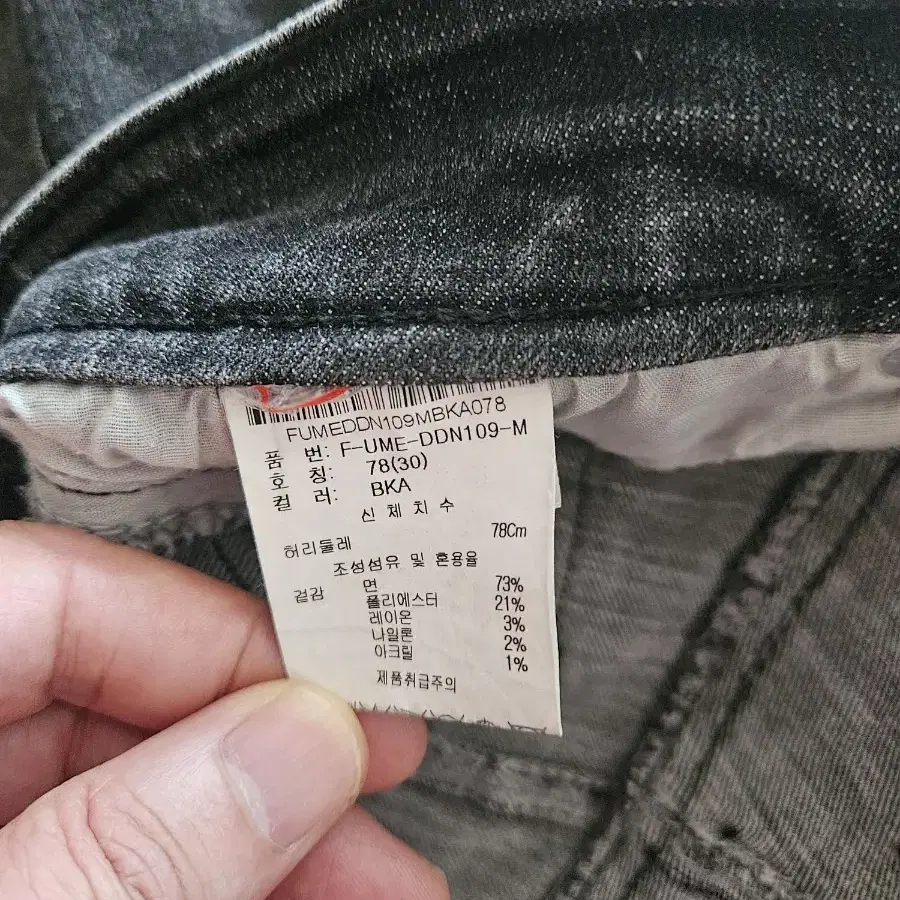 FUMEDDN109MBKA078
품 번: F-UME-DDN109-M
호 칭: 78(30)
컬 러: BKA
신 체 치 수
허리둘레 78Cm
조성섬유 및 혼용율
겉감 면 73%
폴리에스터 21%
레이온 3%
나일론 2%
아크릴 1%
제품취급주의